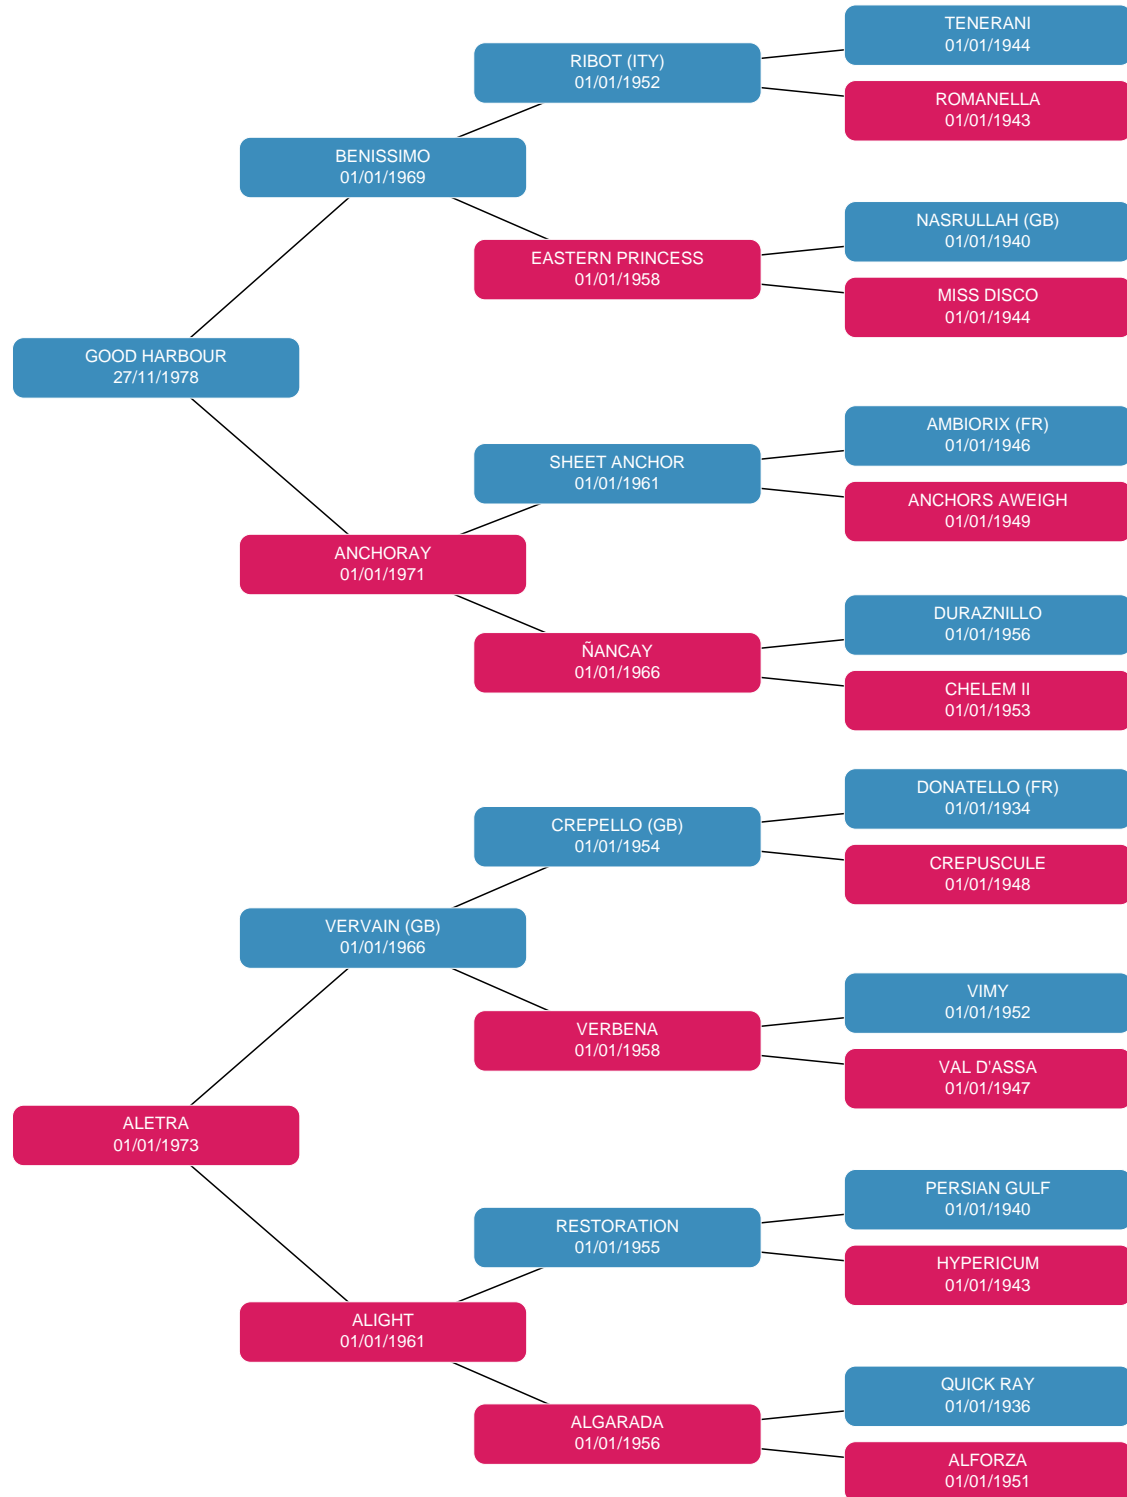 TENERANI
01/01/1944
RIBOT (ITY)
01/01/1952
ROMANELLA
01/01/1943
BENISSIMO
01/01/1969
NASRULLAH (GB)
01/01/1940
EASTERN PRINCESS
01/01/1958
MISS DISCO
01/01/1944
GOOD HARBOUR
27/11/1978
AMBIORIX (FR)
01/01/1946
SHEET ANCHOR
01/01/1961
ANCHORS AWEIGH
01/01/1949
ANCHORAY
01/01/1971
DURAZNILLO
01/01/1956
ÑANCAY
01/01/1966
CHELEM II
01/01/1953
DONATELLO (FR)
01/01/1934
CREPELLO (GB)
01/01/1954
CREPUSCULE
01/01/1948
VERVAIN (GB)
01/01/1966
VIMY
01/01/1952
VERBENA
01/01/1958
VAL D'ASSA
01/01/1947
ALETRA
01/01/1973
PERSIAN GULF
01/01/1940
RESTORATION
01/01/1955
HYPERICUM
01/01/1943
ALIGHT
01/01/1961
QUICK RAY
01/01/1936
ALGARADA
01/01/1956
ALFORZA
01/01/1951